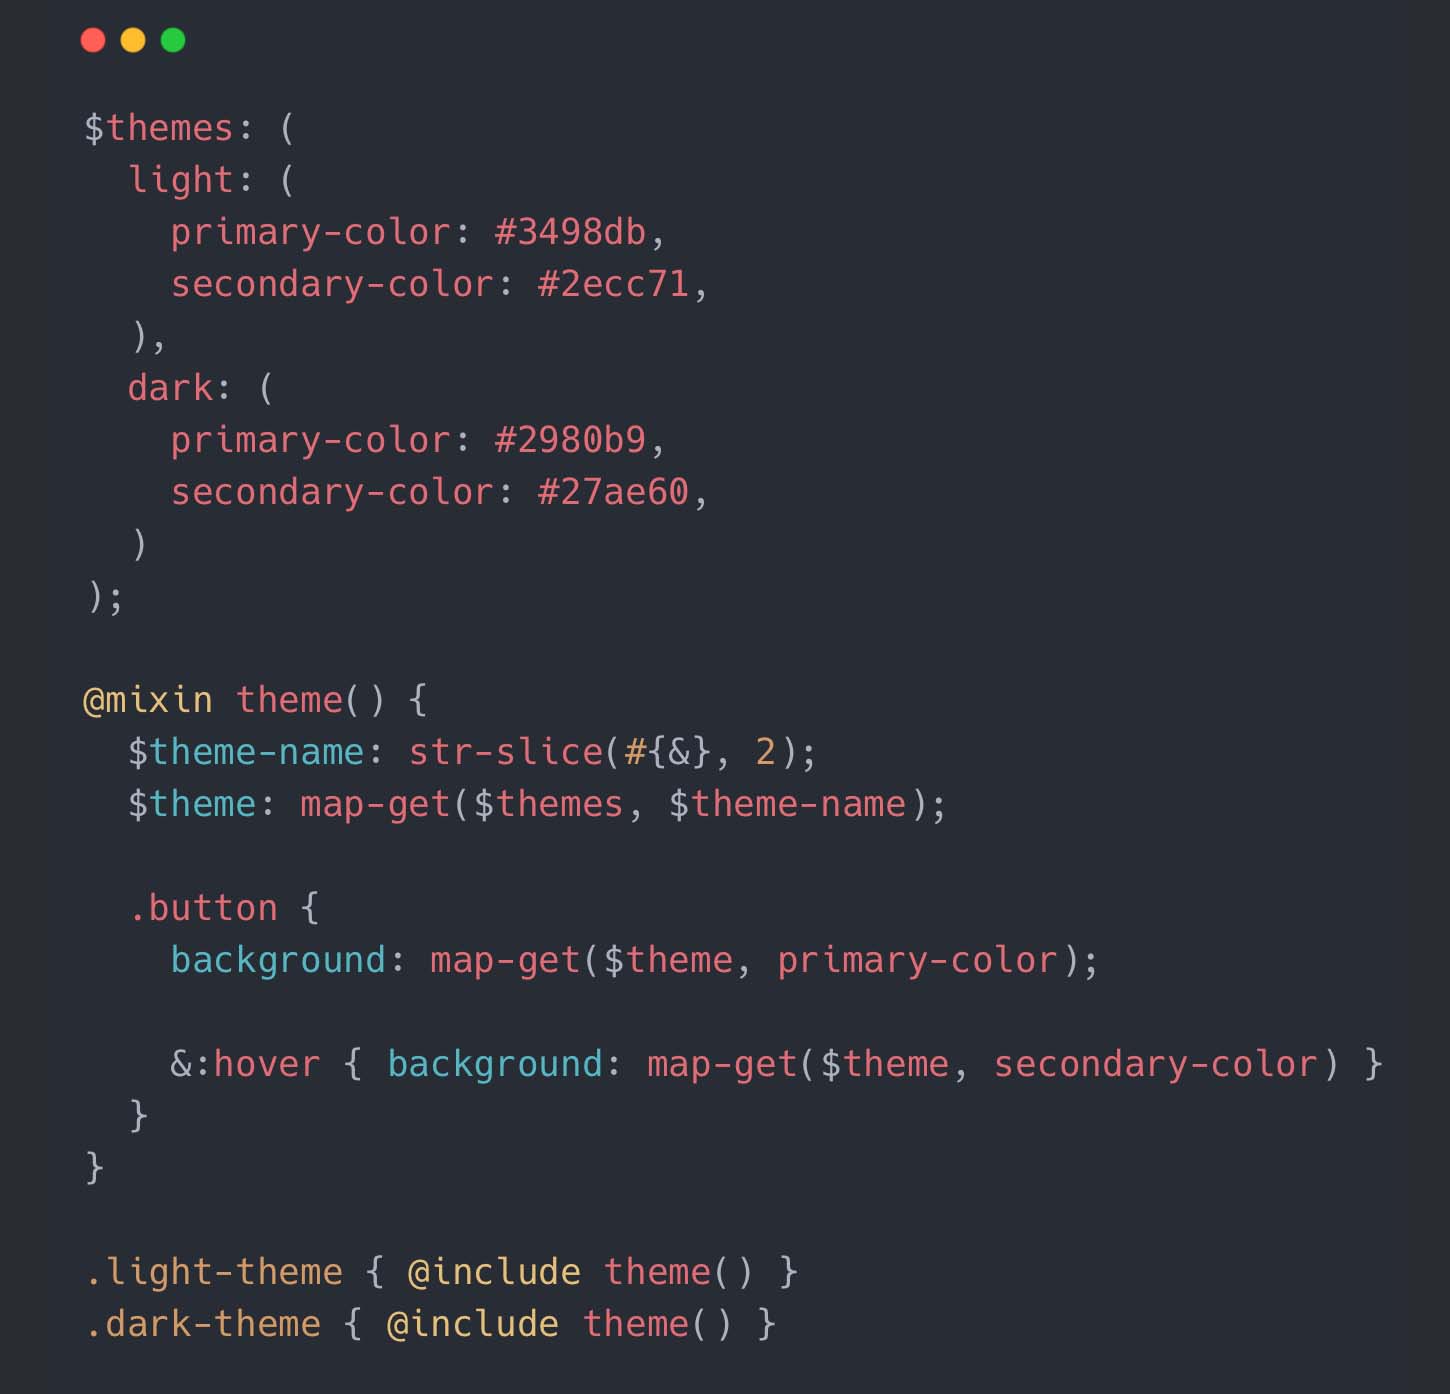 $themes: (
  light: (
    primary-color: #3498db,
    secondary-color: #2ecc71,
  ),
  dark: (
    primary-color: #2980b9,
    secondary-color: #27ae60,
  )
);

@mixin theme() {
  $theme-name: str-slice(#{&}, 2);
  $theme: map-get($themes, $theme-name);

  .button {
    background: map-get($theme, primary-color);

    &:hover { background: map-get($theme, secondary-color) }
  }
}

.light-theme { @include theme() }
.dark-theme { @include theme() }